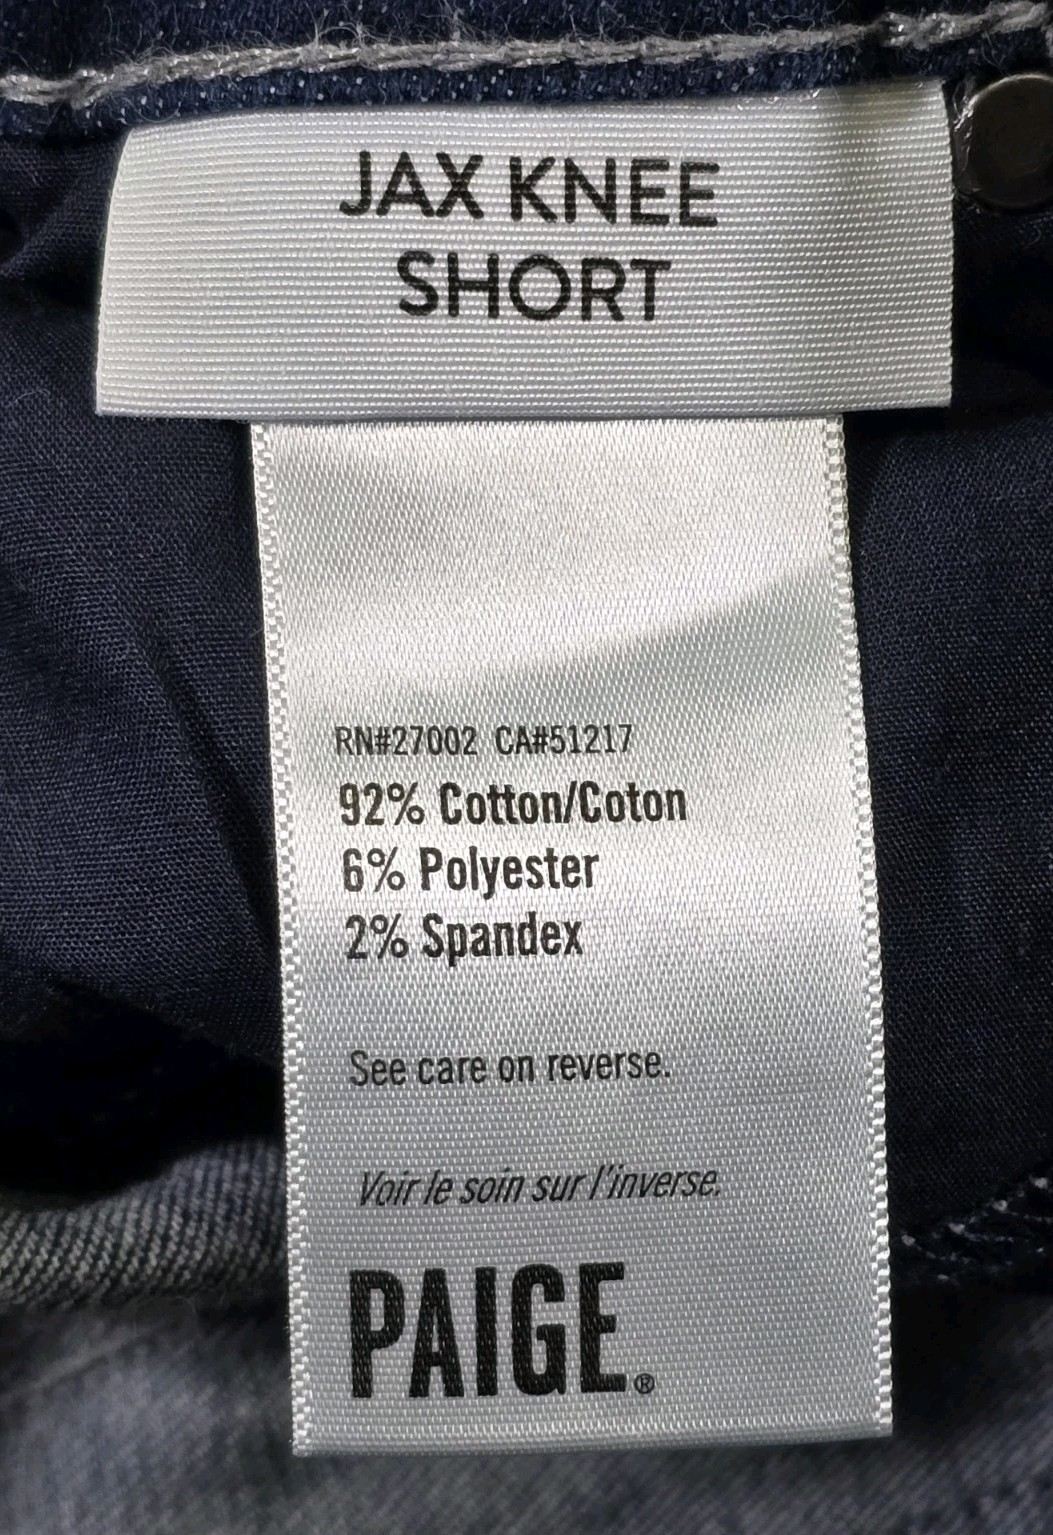 JAX KNEE
SHORT
RN#27002 CA#51217
92% Cotton/Coton
6% Polyester
2% Spandex
See care on reverse.
Voir le soin sur l'inverse.
PAIGE®